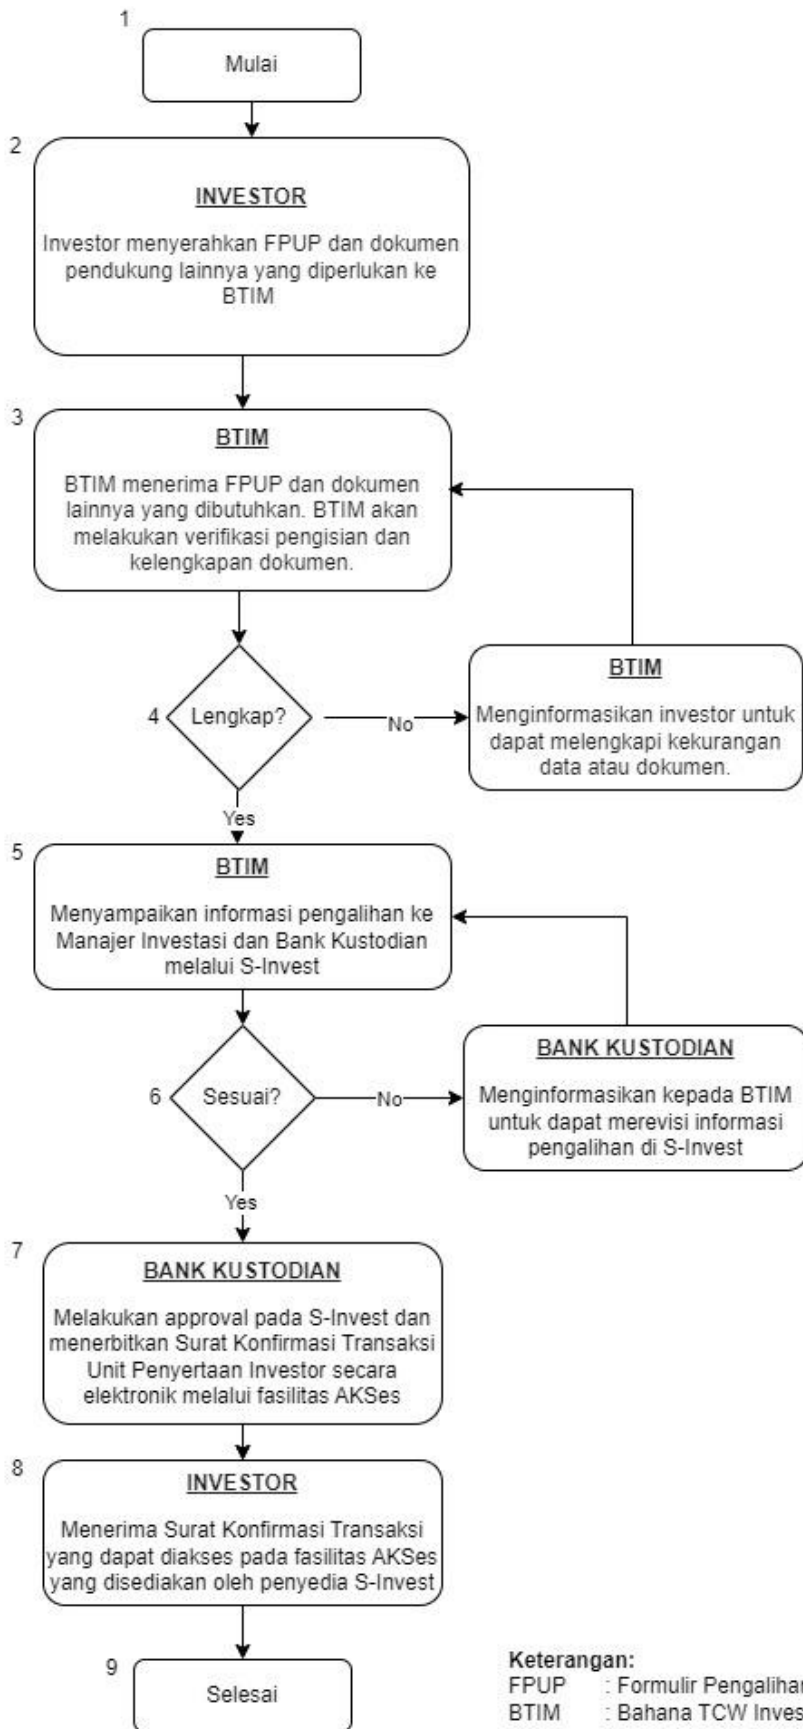 1
Mulai
2
INVESTOR
Investor menyerahkan FPUP dan dokumen
pendukung lainnya yang diperlukan ke
BTIM
3
BTIM
BTIM menerima FPUP dan dokumen
lainnya yang dibutuhkan. BTIM akan
melakukan verifikasi pengisian dan
kelengkapan dokumen.
4
Lengkap?
No
BTIM
Menginformasikan investor untuk
dapat melengkapi kekurangan
data atau dokumen.
Yes
5
BTIM
Menyampaikan informasi pengalihan ke
Manajer Investasi dan Bank Kustodian
melalui S-Invest
6
Sesuai?
No
BANK KUSTODIAN
Menginformasikan kepada BTIM
untuk dapat merevisi informasi
pengalihan di S-Invest
Yes
7
BANK KUSTODIAN
Melakukan approval pada S-Invest dan
menerbitkan Surat Konfirmasi Transaksi
Unit Penyertaan Investor secara
elektronik melalui fasilitas AKSes
8
INVESTOR
Menerima Surat Konfirmasi Transaksi
yang dapat diakses pada fasilitas AKSes
yang disediakan oleh penyedia S-Invest
9
Selesai
Keterangan:
FPUP : Formulir Pengalihan
BTIM : Bahana TCW Inves